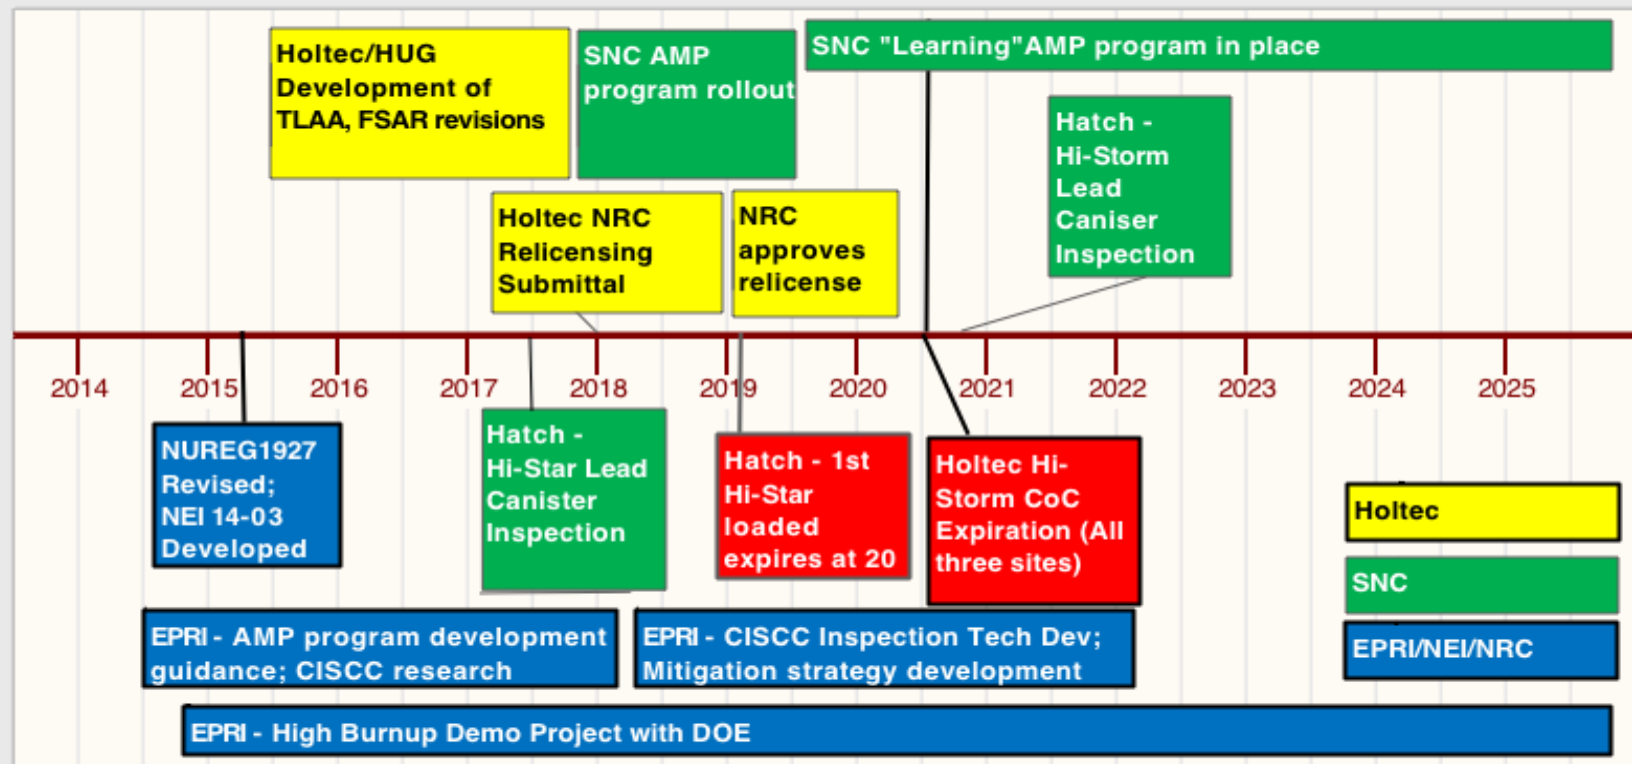 Holtec/HUG
Development of
TLAA, FSAR revisions
SNC AMP
program rollout
SNC "Learning"AMP program in place
Hatch -
Hi-Storm
Lead
Caniser
Inspection
Holtec NRC
Relicensing
Submittal
NRC
approves
relicense
2014
2015
2016
2017
2018
2019
2020
2021
2022
2023
2024
2025
NUREG1927
Revised;
NEI 14-03
Developed
Hatch -
Hi-Star Lead
Canister
Inspection
Hatch - 1st
Hi-Star
loaded
expires at 20
Holtec Hi-
Storm CoC
Expiration (All
three sites)
Holtec
SNC
EPRI/NEI/NRC
EPRI - AMP program development
guidance; CISCC research
EPRI - CISCC Inspection Tech Dev;
Mitigation strategy development
EPRI - High Burnup Demo Project with DOE